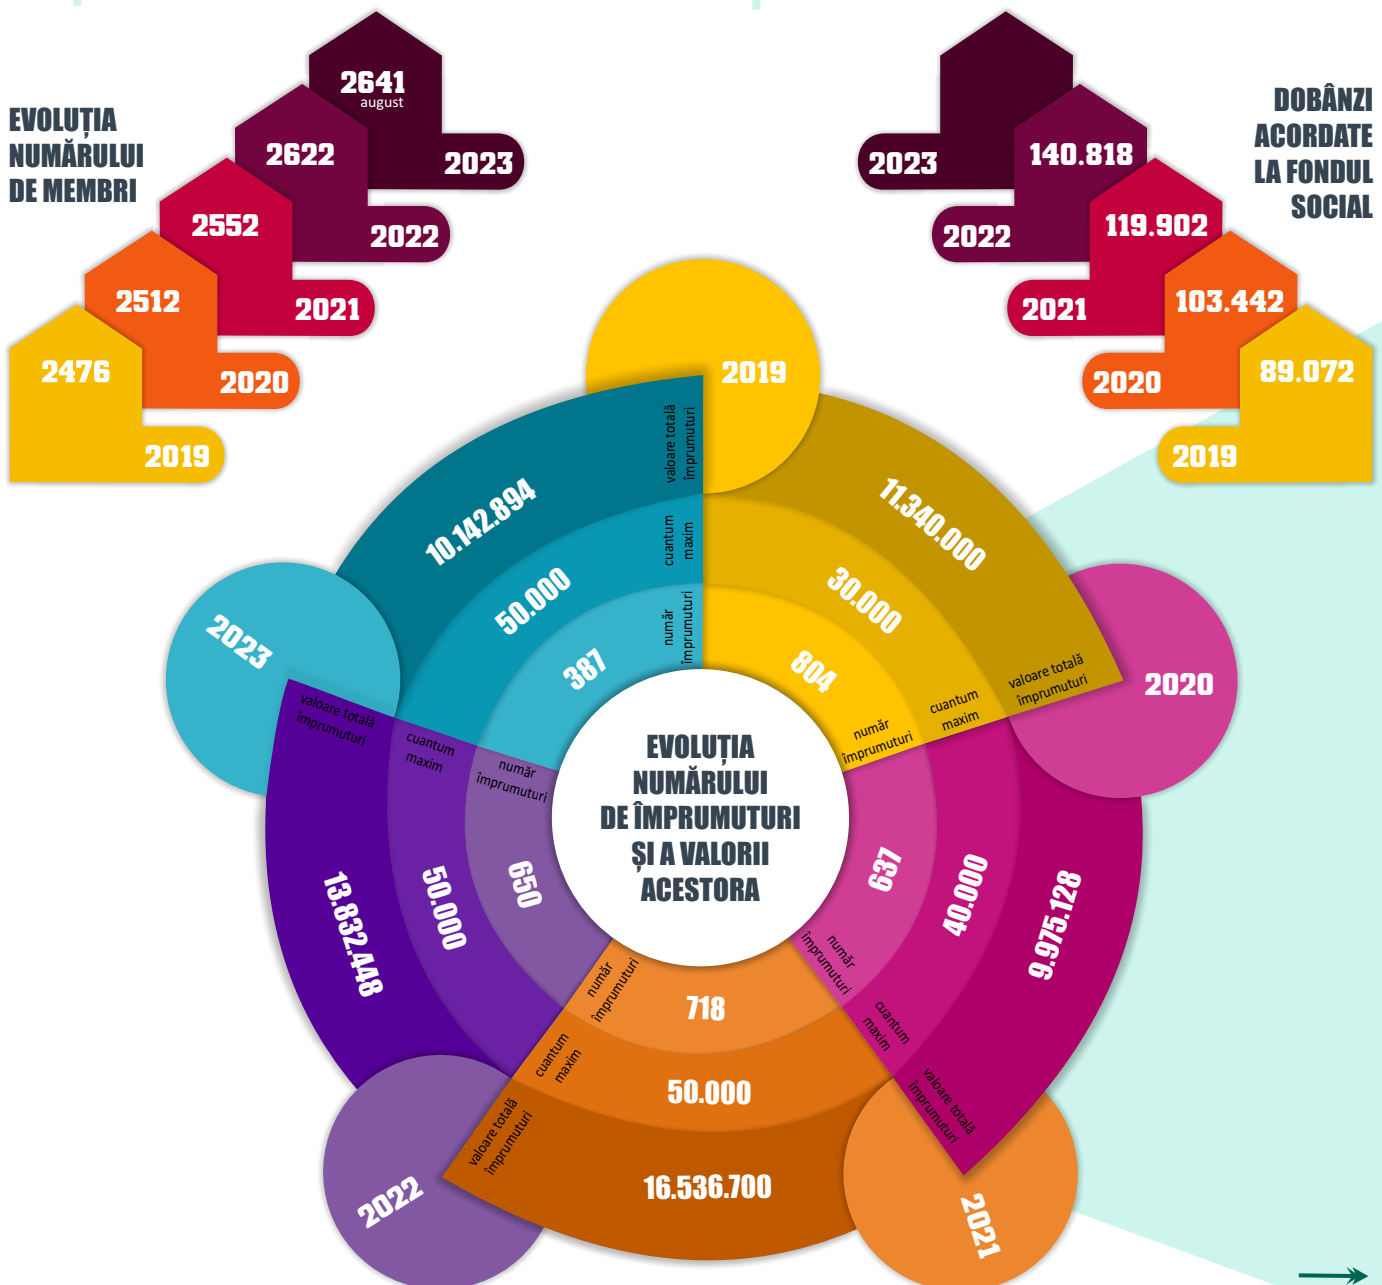 EVOLUȚIA
NUMĂRULUI
DE MEMBRI
2641
august
2023
2622
2022
2552
2021
2512
2020
2476
2019
DOBÂNZI
ACORDATE
LA FONDUL
SOCIAL
2023
140.818
2022
119.902
2021
103.442
2020
89.072
2019
EVOLUȚIA
NUMĂRULUI
DE ÎMPRUMUTURI
ȘI A VALORII
ACESTORA
2019
11.340.000
30.000
804
valoare totală
împrumuturi
cuantum
maxim
număr
împrumuturi
2020
9.975.128
40.000
637
valoare totală
împrumuturi
cuantum
maxim
număr
împrumuturi
2021
16.536.700
50.000
718
valoare totală
împrumuturi
cuantum
maxim
număr
împrumuturi
2022
13.832.448
50.000
650
valoare totală
împrumuturi
cuantum
maxim
număr
împrumuturi
2023
10.142.894
50.000
387
valoare totală
împrumuturi
cuantum
maxim
număr
împrumuturi